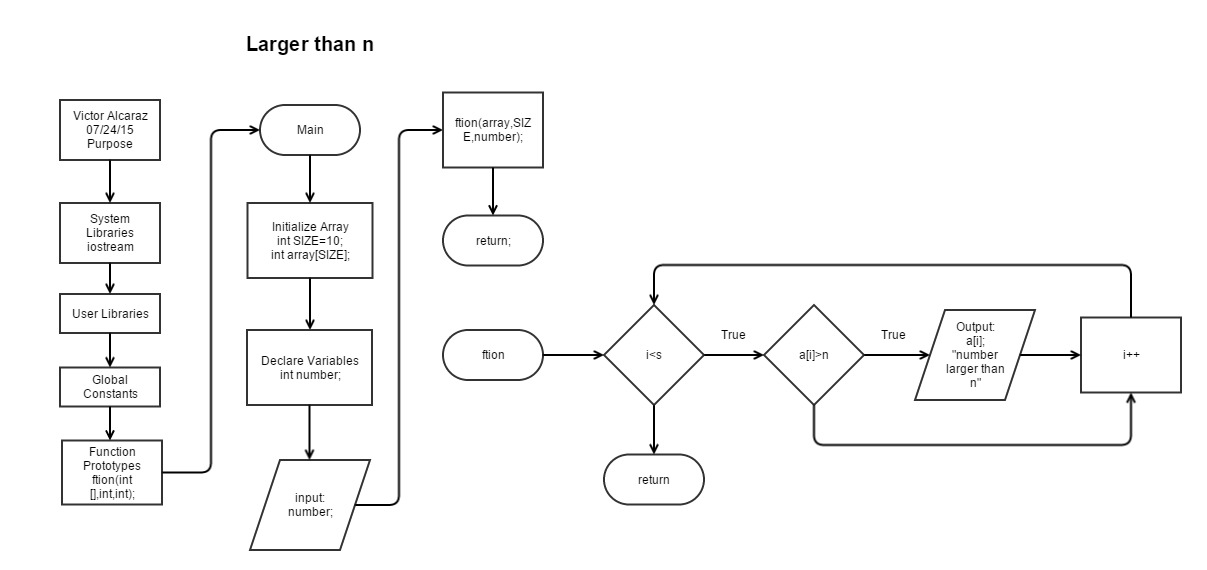 Larger than n
Victor Alcaraz
07/24/15
Purpose
System
Libraries
iostream
User Libraries
Global
Constants
Function
Prototypes
ftion(int
[],int,int);
Main
Initialize Array
int SIZE=10;
int array[SIZE];
Declare Variables
int number;
input:
number;
ftion(array,SIZ
E,number);
return;
ftion
i<s
True
a[i]>n
True
Output:
a[i];
"number
larger than
n"
i++
return